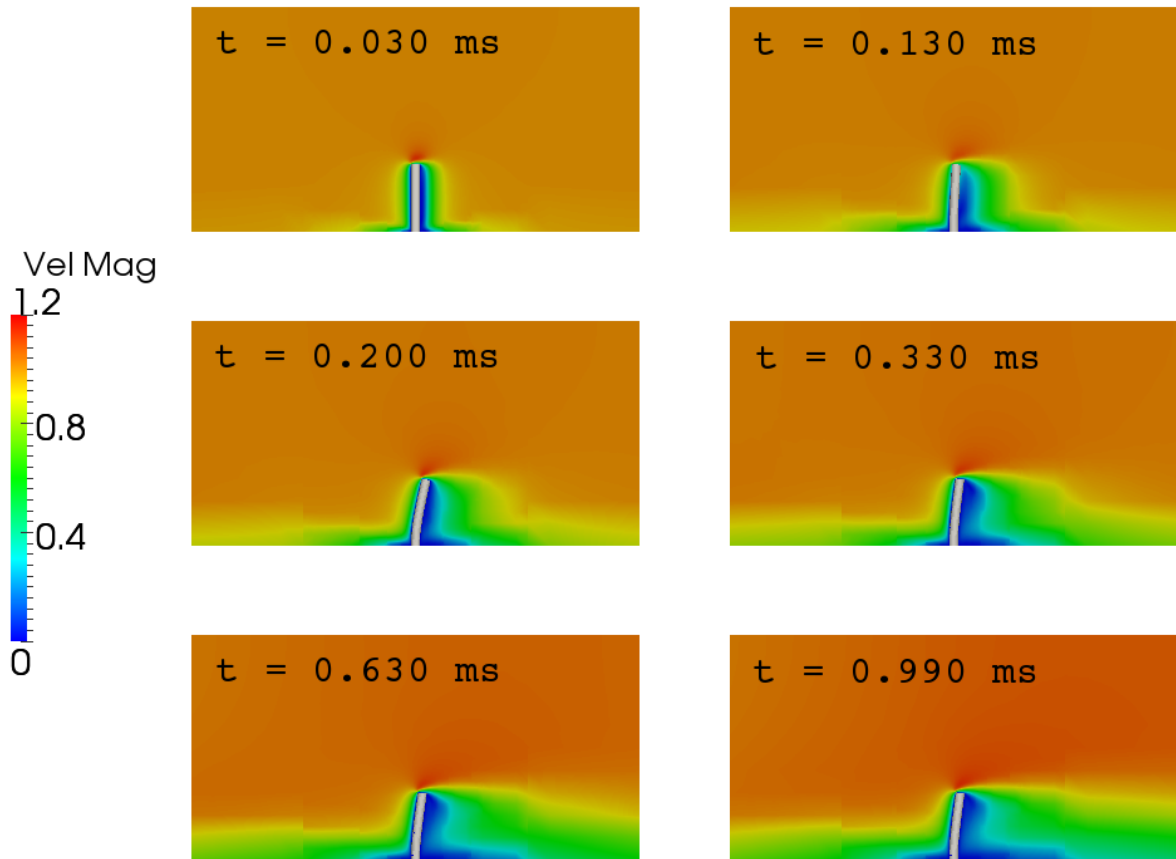 t = 0.030 ms
t = 0.130 ms
Vel Mag
1.2
0.8
0.4
0
t = 0.200 ms
t = 0.330 ms
t = 0.630 ms
t = 0.990 ms